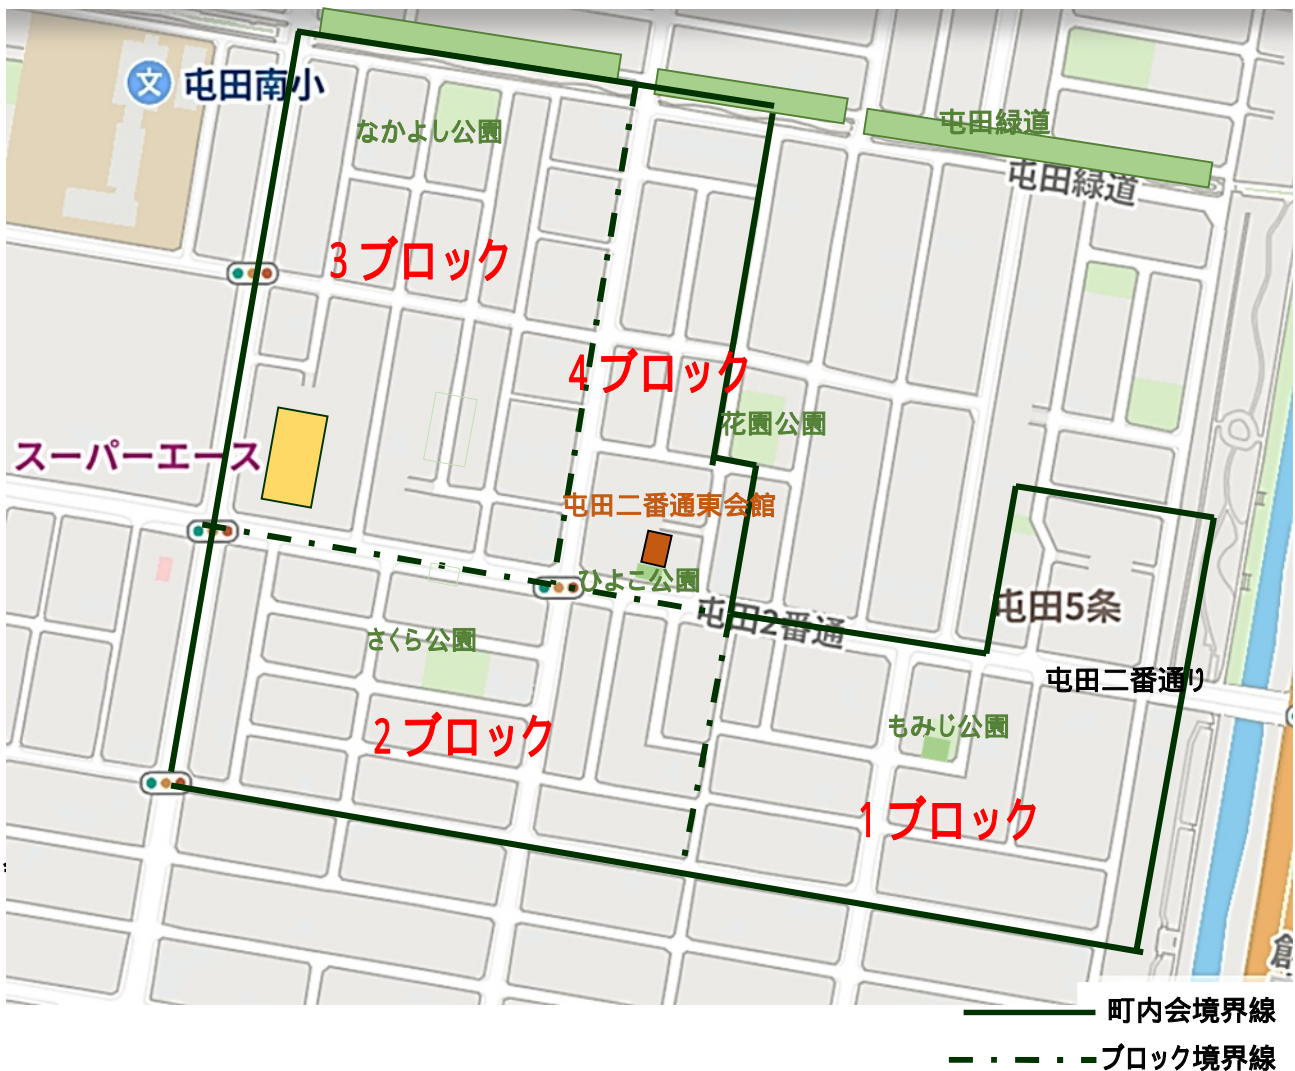 屯田南小
なかよし公園
屯田緑道
屯田緑道
3ブロック
4ブロック
花園公園
スーパーエース
屯田二番通東会館
ひよこ公園
屯田2番通
屯田5条
さくら公園
屯田二番通り
2ブロック
もみじ公園
1ブロック
創
町内会境界線
ブロック境界線